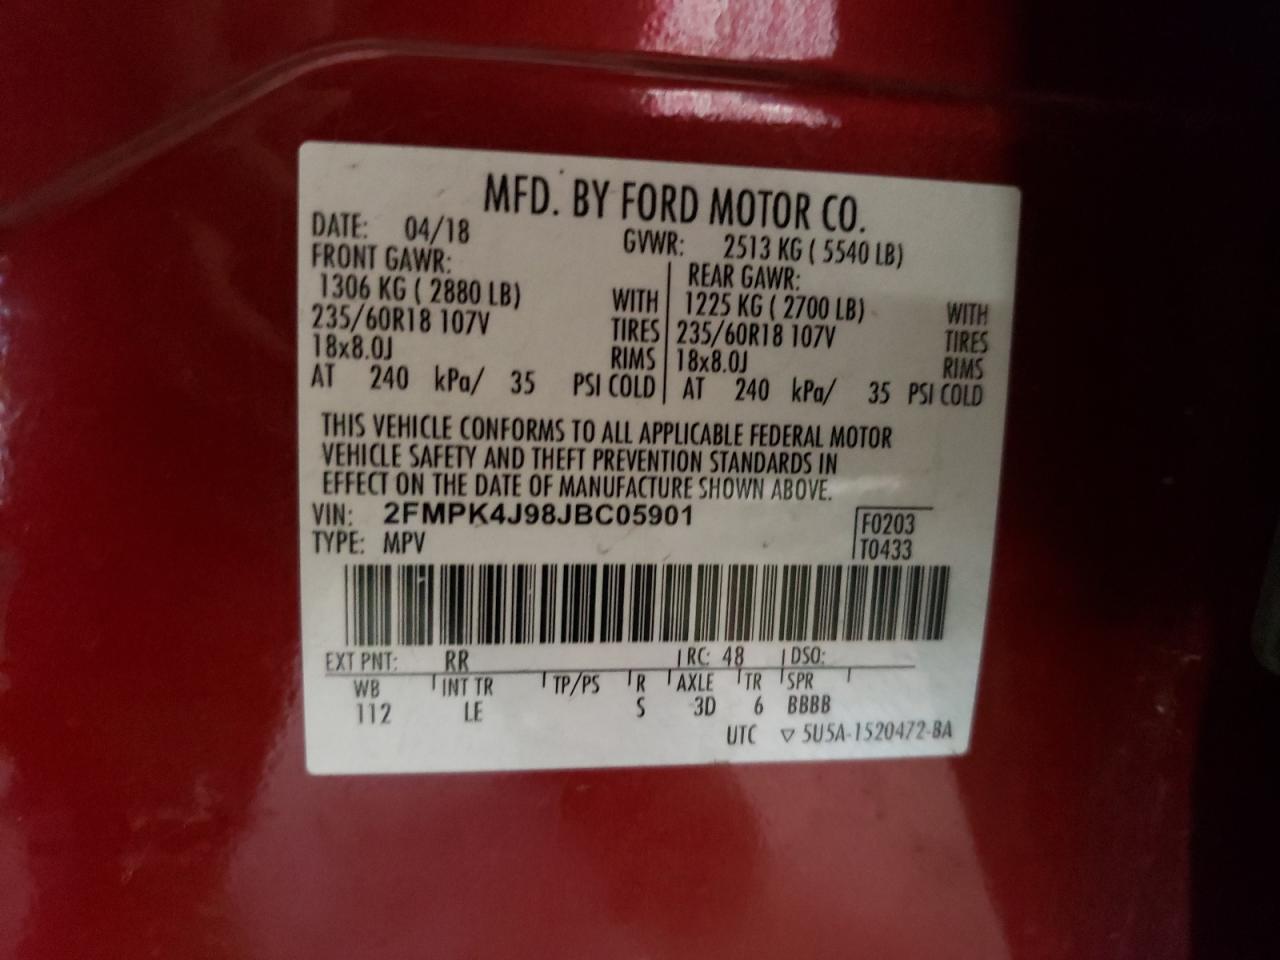 MFD. BY FORD MOTOR CO.
DATE: 04/18 GVWR: 2513 KG ( 5540 LB)
FRONT GAWR: REAR GAWR:
1306 KG ( 2880 LB) WITH 1225 KG ( 2700 LB) WITH
235/60R18 107V TIRES 235/60R18 107V TIRES
18x8.0J RIMS 18x8.0J RIMS
AT 240 kPa/ 35 PSI COLD AT 240 kPa/ 35 PSI COLD
THIS VEHICLE CONFORMS TO ALL APPLICABLE FEDERAL MOTOR
VEHICLE SAFETY AND THEFT PREVENTION STANDARDS IN
EFFECT ON THE DATE OF MANUFACTURE SHOWN ABOVE.
VIN: 2FMPK4J98JBC05901 F0203
TYPE: MPV T0433
EXT PNT: RR RC: 48 DSO:
WB INT TR TP/PS R AXLE TR SPR
112 LE S 3D 6 BBBB
UTC ▽ 5U5A-1520472-BA